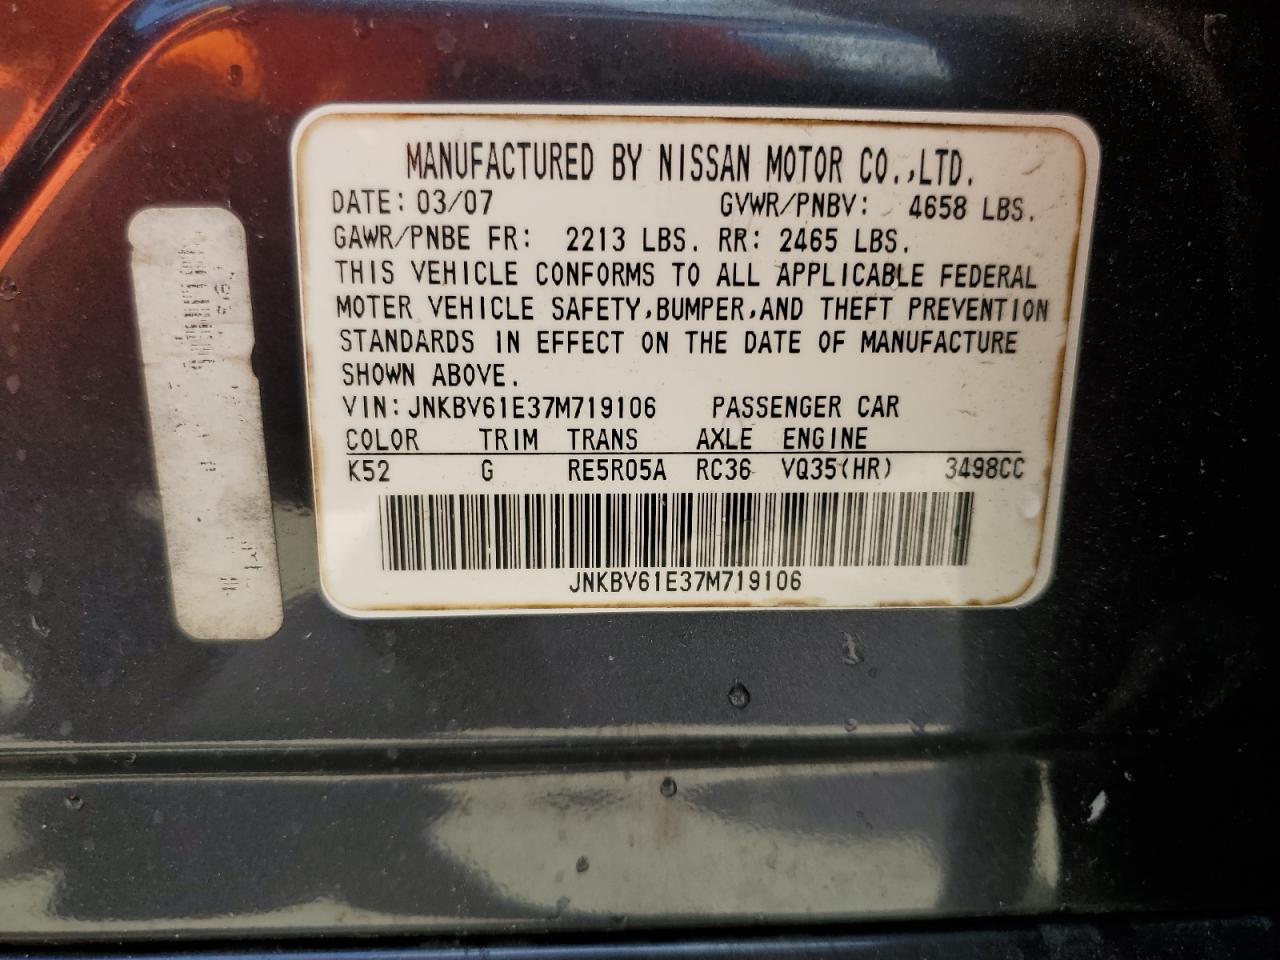 MANUFACTURED BY NISSAN MOTOR CO.,LTD.
DATE: 03/07 GVWR/PNBV: 4658 LBS.
GAWR/PNBE FR: 2213 LBS. RR: 2465 LBS.
THIS VEHICLE CONFORMS TO ALL APPLICABLE FEDERAL
MOTER VEHICLE SAFETY,BUMPER,AND THEFT PREVENTION
STANDARDS IN EFFECT ON THE DATE OF MANUFACTURE
SHOWN ABOVE.
VIN: JNKBV61E37M719106 PASSENGER CAR
COLOR TRIM TRANS AXLE ENGINE
K52 G RE5R05A RC36 VQ35(HR) 3498CC
JNKBV61E37M719106